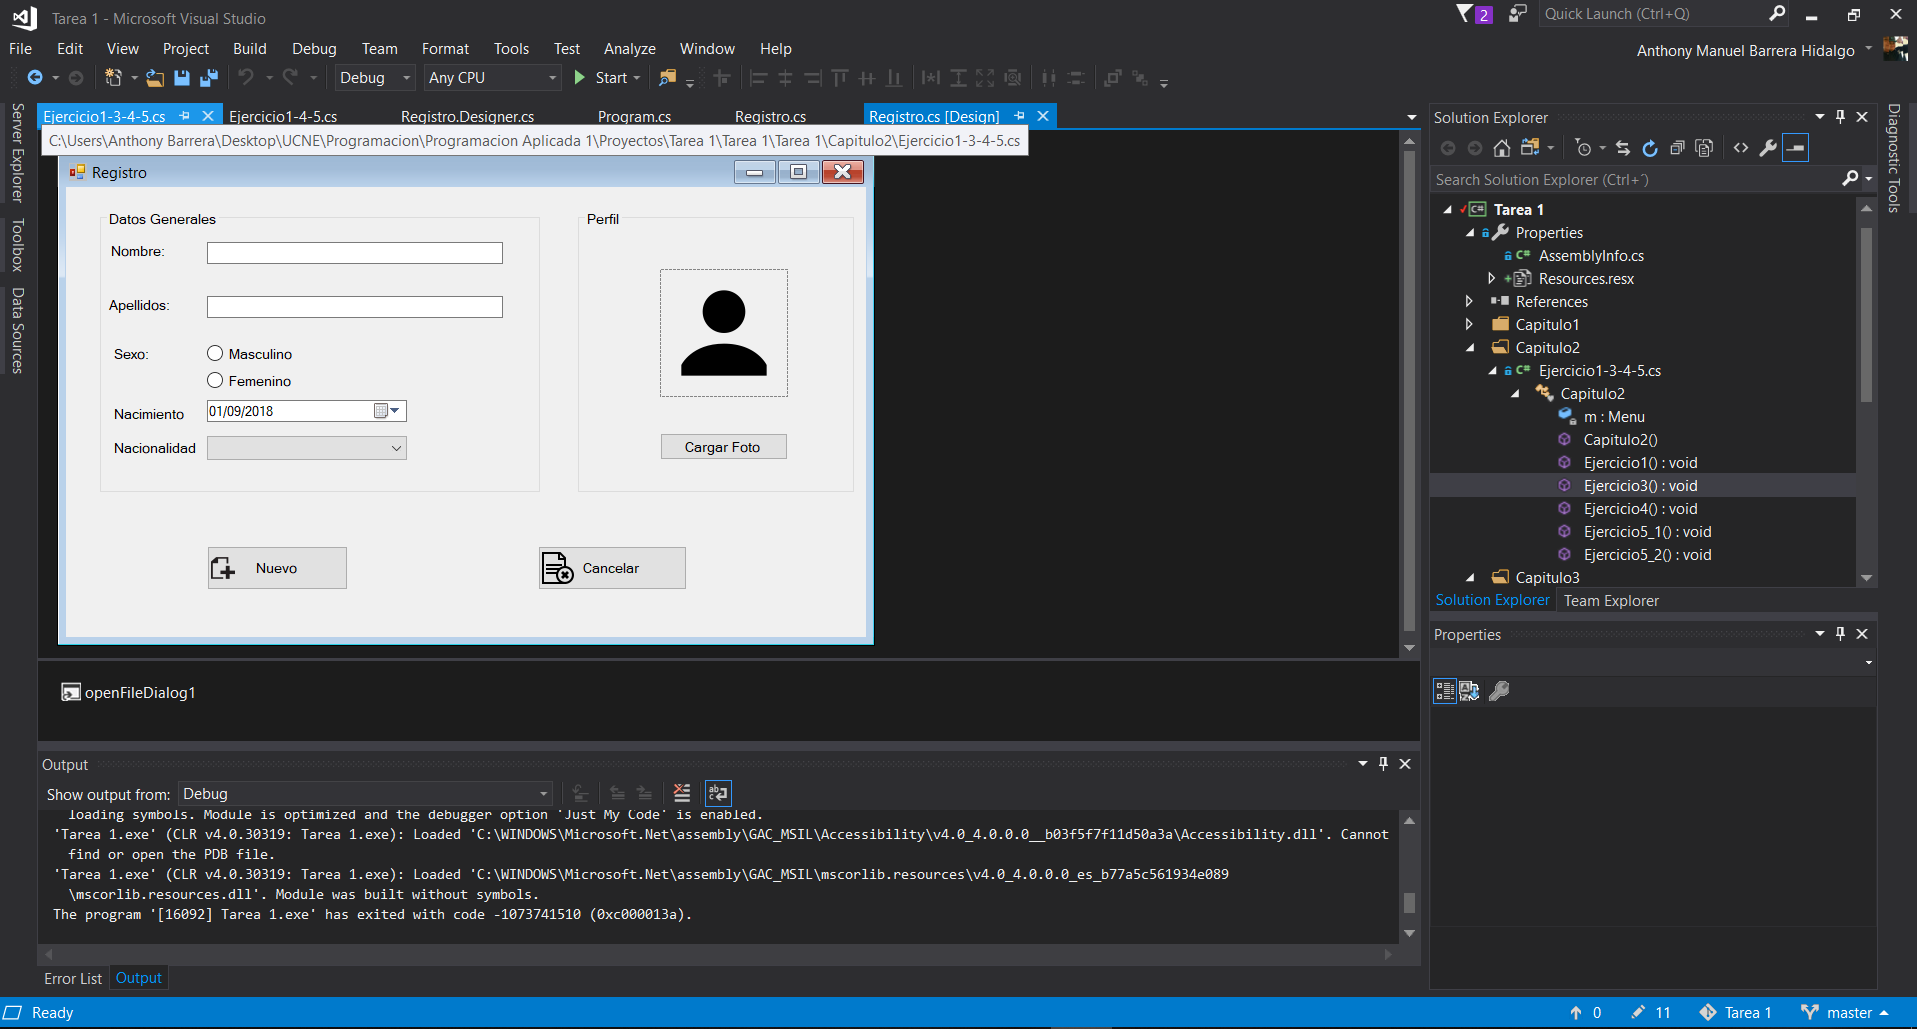 Tarea 1 - Microsoft Visual Studio
2
Quick Launch (Ctrl+Q)
File Edit View Project Build Debug Team Format Tools Test Analyze Window Help
Anthony Manuel Barrera Hidalgo
Debug Any CPU Start
Server Explorer
Toolbox
Data Sources
Ejercicio1-3-4-5.cs Ejercicio1-4-5.cs Registro.Designer.cs Program.cs Registro.cs Registro.cs [Design]
C:\Users\Anthony Barrera\Desktop\UCNE\Programacion\Programacion Aplicada 1\Proyectos\Tarea 1\Tarea 1\Tarea 1\Capitulo2\Ejercicio1-3-4-5.cs
Registro
Datos Generales
Nombre:
Apellidos:
Sexo:
Masculino
Femenino
Nacimiento
01/09/2018
Nacionalidad
Perfil
Cargar Foto
Nuevo
Cancelar
openFileDialog1
Output
Show output from: Debug
loading symbols. Module is optimized and the debugger option 'Just My Code' is enabled.
'Tarea 1.exe' (CLR v4.0.30319: Tarea 1.exe): Loaded 'C:\WINDOWS\Microsoft.Net\assembly\GAC_MSIL\Accessibility\v4.0_4.0.0.0__b03f5f7f11d50a3a\Accessibility.dll'. Cannot
find or open the PDB file.
'Tarea 1.exe' (CLR v4.0.30319: Tarea 1.exe): Loaded 'C:\WINDOWS\Microsoft.Net\assembly\GAC_MSIL\mscorlib.resources\v4.0_4.0.0.0_es_b77a5c561934e089
\mscorlib.resources.dll'. Module was built without symbols.
The program '[16092] Tarea 1.exe' has exited with code -1073741510 (0xc000013a).
Error List Output
Solution Explorer
Search Solution Explorer (Ctrl+´)
C# Tarea 1
Properties
C# AssemblyInfo.cs
Resources.resx
References
Capitulo1
Capitulo2
C# Ejercicio1-3-4-5.cs
Capitulo2
m : Menu
Capitulo2()
Ejercicio1() : void
Ejercicio3() : void
Ejercicio4() : void
Ejercicio5_1() : void
Ejercicio5_2() : void
Capitulo3
Solution Explorer Team Explorer
Properties
Diagnostic Tools
Ready
0 11 Tarea 1 master